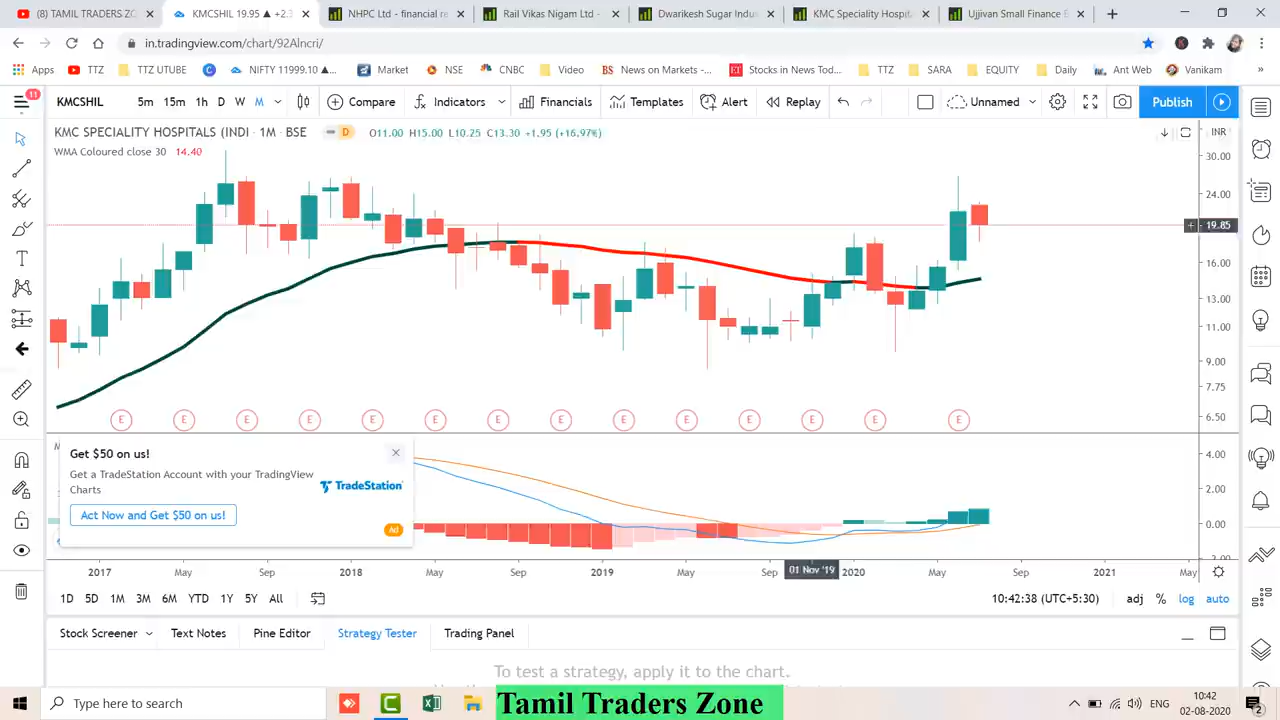 (6) TAMIL TRADERS ZO
KMCSHIL 19.95 ▲ +2.3
NHPC Ltd - financial re
Rail Vikas Nigam Ltd -
Dwarikesh Sugar Indus
KMC Speciality Hospita
Ujjivan Small Finance B
in.tradingview.com/chart/92Alncri/
Apps TTZ TTZ UTUBE NIFTY 11999.10 ▲... Market NSE CNBC Video News on Markets -... Stocks in News Tod... TTZ SARA EQUITY Daily Ant Web Vanikam »
11
KMCSHIL 5m 15m 1h D W M Compare Indicators Financials Templates Alert Replay Unnamed Publish
KMC SPECIALITY HOSPITALS (INDI · 1M · BSE D O11.00 H15.00 L10.25 C13.30 +1.95 (+16.97%)
INR
WMA Coloured close 30 14.40
30.00
24.00
19.85
16.00
13.00
11.00
9.00
7.75
6.50
E E E E E E E E E E E E E E
Get $50 on us!
Get a TradeStation Account with your TradingView
Charts
TradeStation
Act Now and Get $50 on us!
Ad
4.00
2.00
0.00
2017 May Sep 2018 May Sep 2019 May Sep 01 Nov '19 2020 May Sep 2021 May
1D 5D 1M 3M 6M YTD 1Y 5Y All 10:42:38 (UTC+5:30) adj % log auto
Stock Screener Text Notes Pine Editor Strategy Tester Trading Panel
To test a strategy, apply it to the chart.
Type here to search
Tamil Traders Zone
ENG
10:42
02-08-2020
2